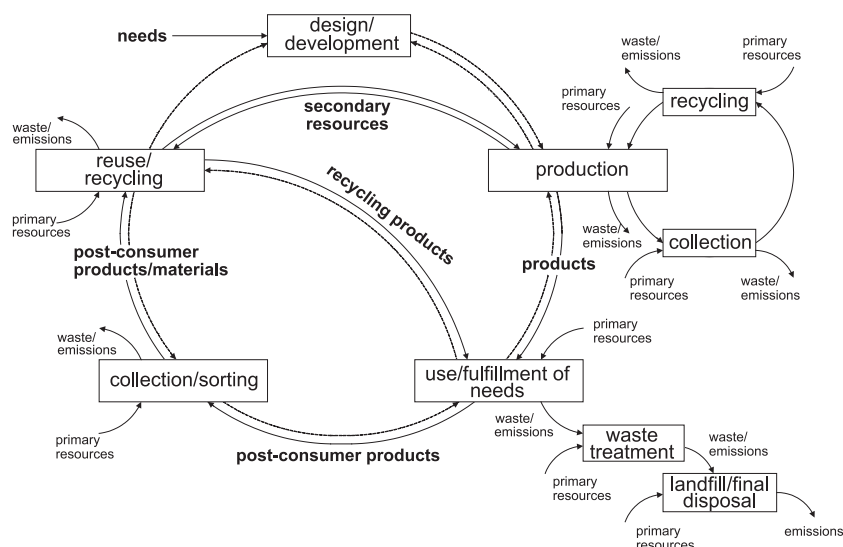 design/
development
needs
waste/
emissions
primary
resources
primary
resources
recycling
secondary
resources
waste/
emissions
reuse/
recycling
production
recycling products
primary
resources
waste/
emissions
collection
post-consumer
products/materials
products
primary
resources
waste/
emissions
waste/
emissions
primary
resources
collection/sorting
use/fulfillment of
needs
primary
resources
post-consumer products
waste/
emissions
waste
treatment
waste/
emissions
primary
resources
landfill/final
disposal
primary
resources
emissions